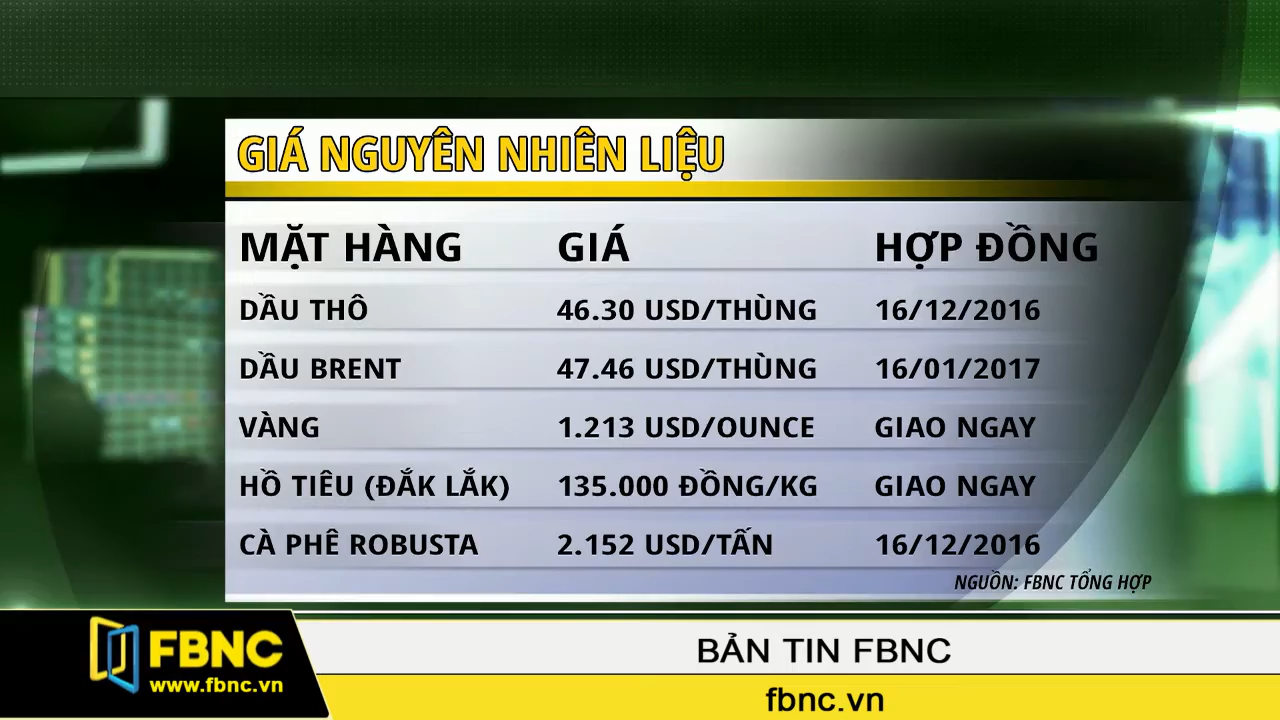 GIÁ NGUYÊN NHIÊN LIỆU
MẶT HÀNG GIÁ HỢP ĐỒNG
DẦU THÔ 46.30 USD/THÙNG 16/12/2016
DẦU BRENT 47.46 USD/THÙNG 16/01/2017
VÀNG 1.213 USD/OUNCE GIAO NGAY
HỒ TIÊU (ĐẮK LẮK) 135.000 ĐỒNG/KG GIAO NGAY
CÀ PHÊ ROBUSTA 2.152 USD/TẤN 16/12/2016
NGUỒN: FBNC TỔNG HỢP
FBNC
www.fbnc.vn
BẢN TIN FBNC
fbnc.vn